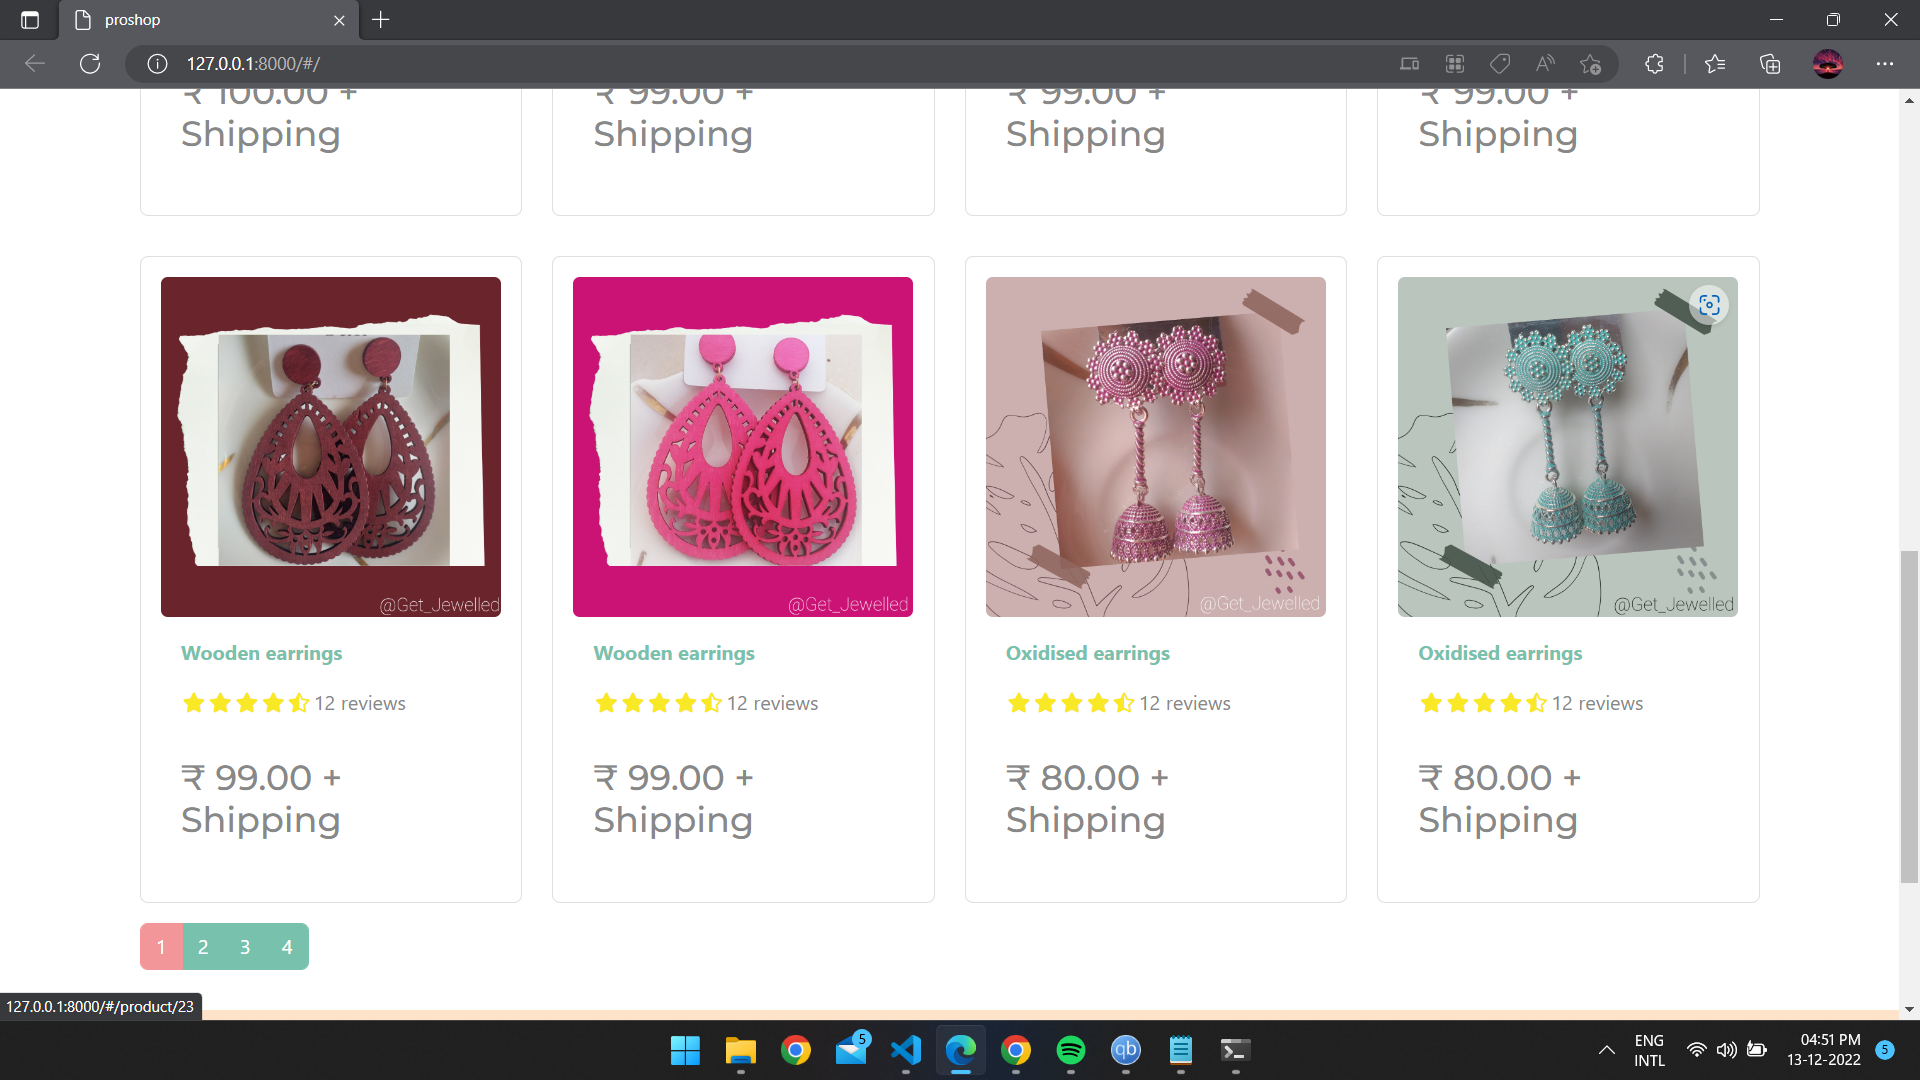 proshop
127.0.0.1:8000/#/
₹ 100.00 +
Shipping
₹ 99.00 +
Shipping
₹ 99.00 +
Shipping
₹ 99.00 +
Shipping
@Get_Jewelled
@Get_Jewelled
@Get_Jewelled
@Get_Jewelled
Wooden earrings
Wooden earrings
Oxidised earrings
Oxidised earrings
12 reviews
12 reviews
12 reviews
12 reviews
₹ 99.00 +
Shipping
₹ 99.00 +
Shipping
₹ 80.00 +
Shipping
₹ 80.00 +
Shipping
1 2 3 4
127.0.0.1:8000/#/product/23
5
qb
ENG
INTL
04:51 PM
13-12-2022
5